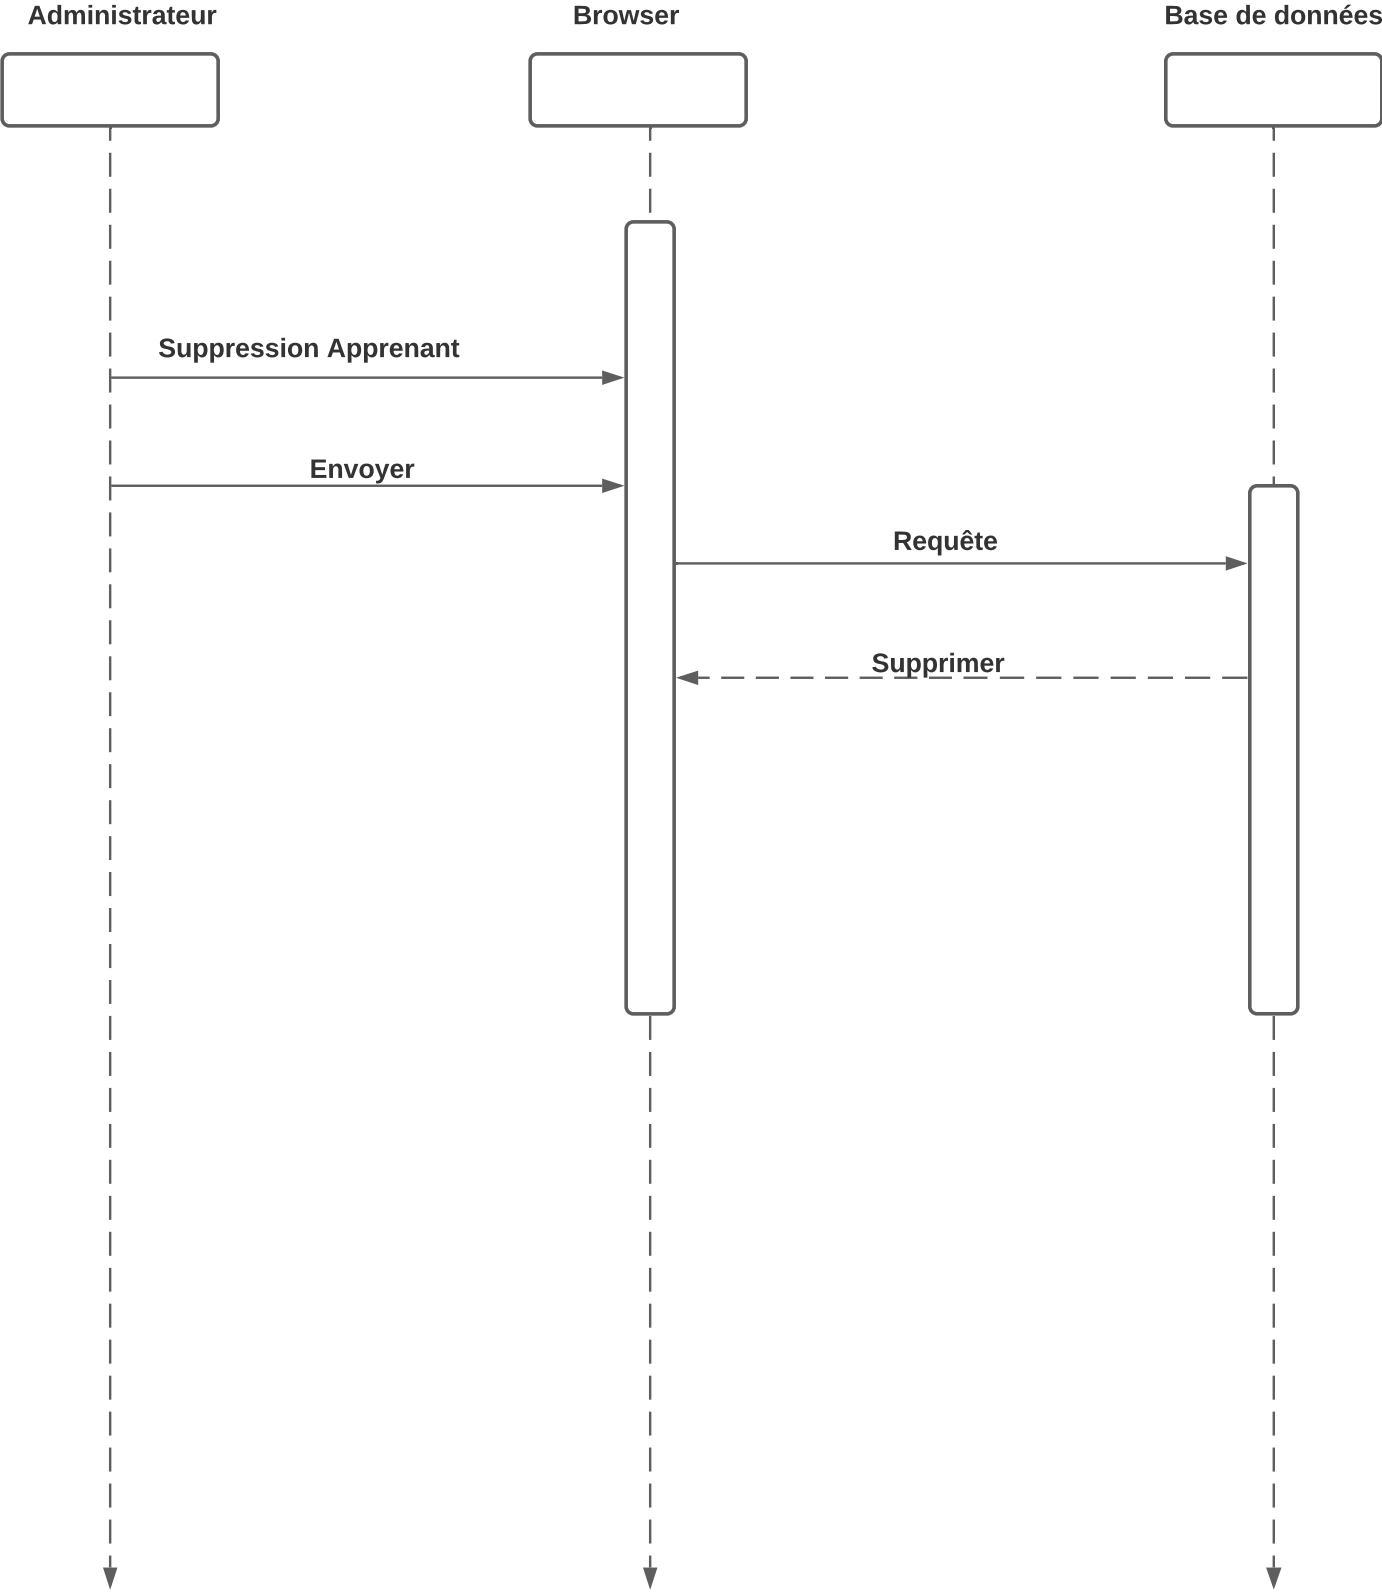 Administrateur
Browser
Base de données
Suppression Apprenant
Envoyer
Requête
Supprimer